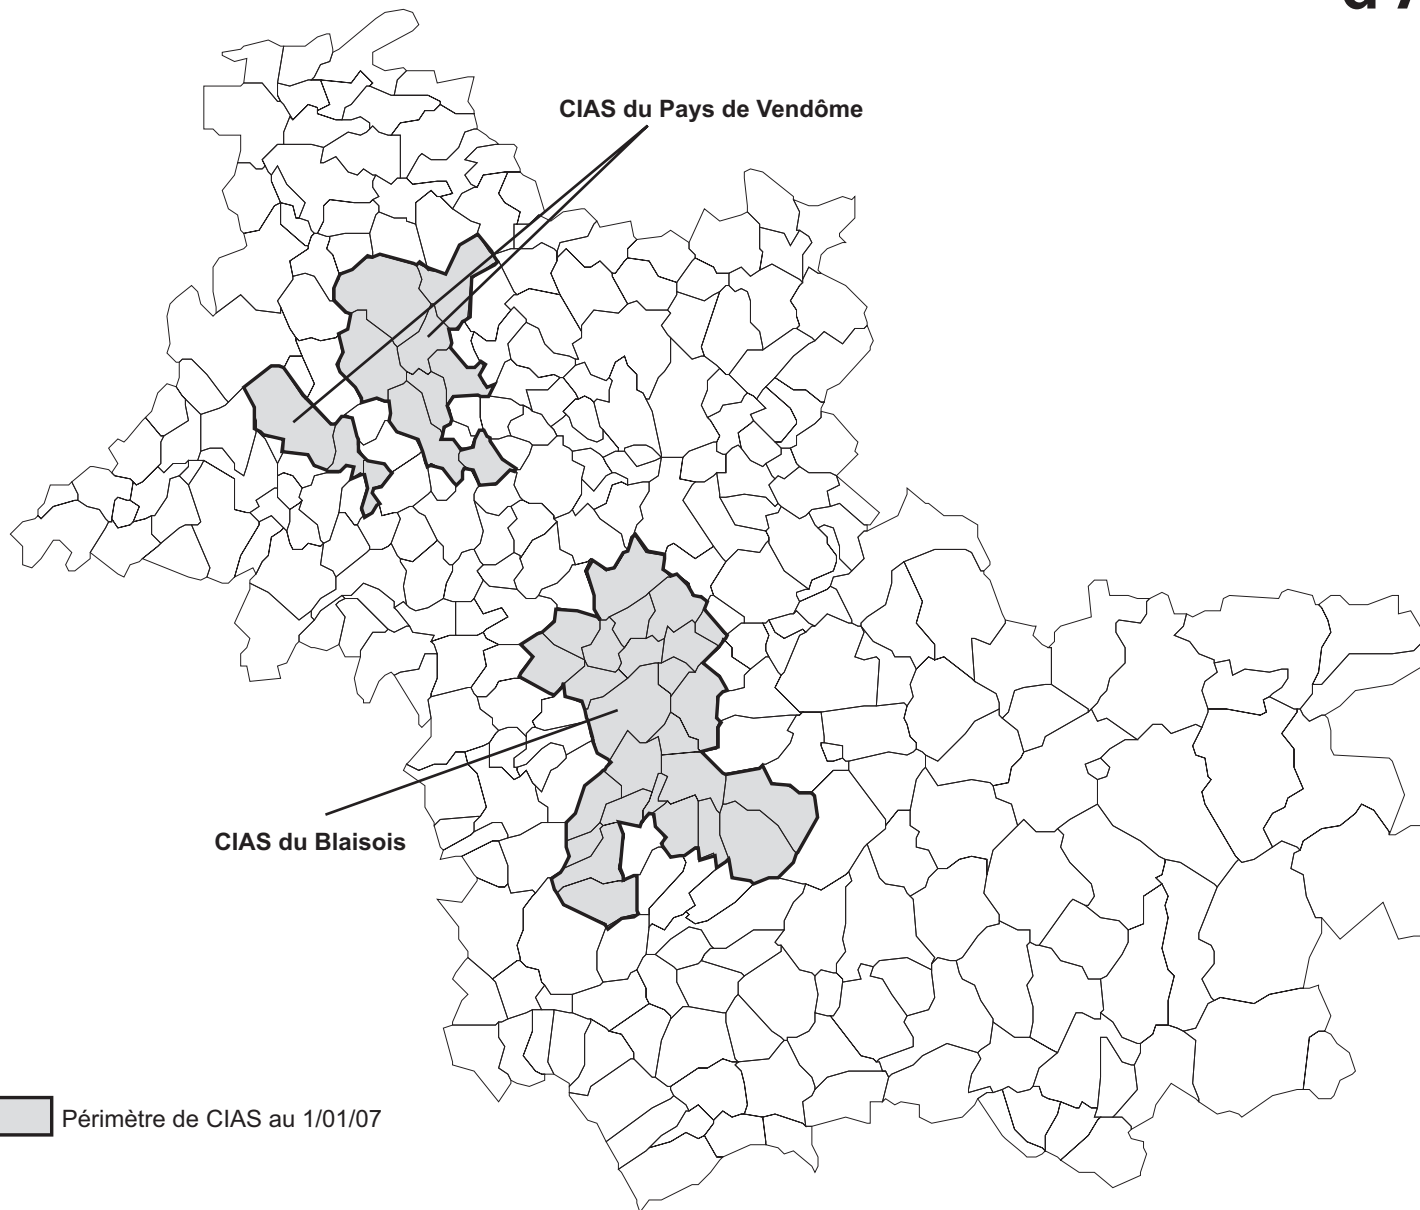 CIAS du Pays de Vendôme
CIAS du Blaisois
Périmètre de CIAS au 1/01/07